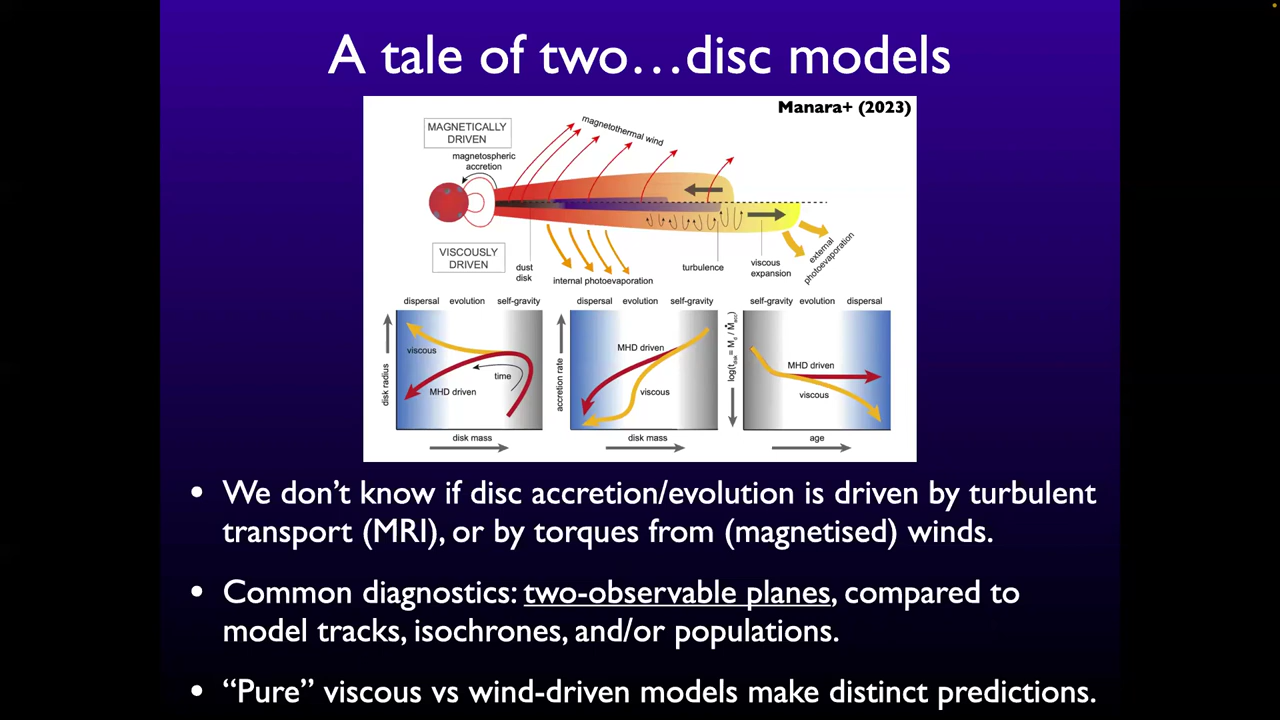 A tale of two…disc models
Manara+ (2023)
MAGNETICALLY
DRIVEN
magnetothermal wind
magnetospheric
accretion
VISCOUSLY
DRIVEN
dust
disk
internal photoevaporation
turbulence
viscous
expansion
external
photoevaporation
dispersal evolution self-gravity
disk radius
viscous
time
MHD driven
disk mass
dispersal evolution self-gravity
accretion rate
MHD driven
viscous
disk mass
self-gravity evolution dispersal
log(t_disk = M_d / Ṁ_acc)
MHD driven
viscous
age
• We don’t know if disc accretion/evolution is driven by turbulent
transport (MRI), or by torques from (magnetised) winds.
• Common diagnostics: two-observable planes, compared to
model tracks, isochrones, and/or populations.
• “Pure” viscous vs wind-driven models make distinct predictions.